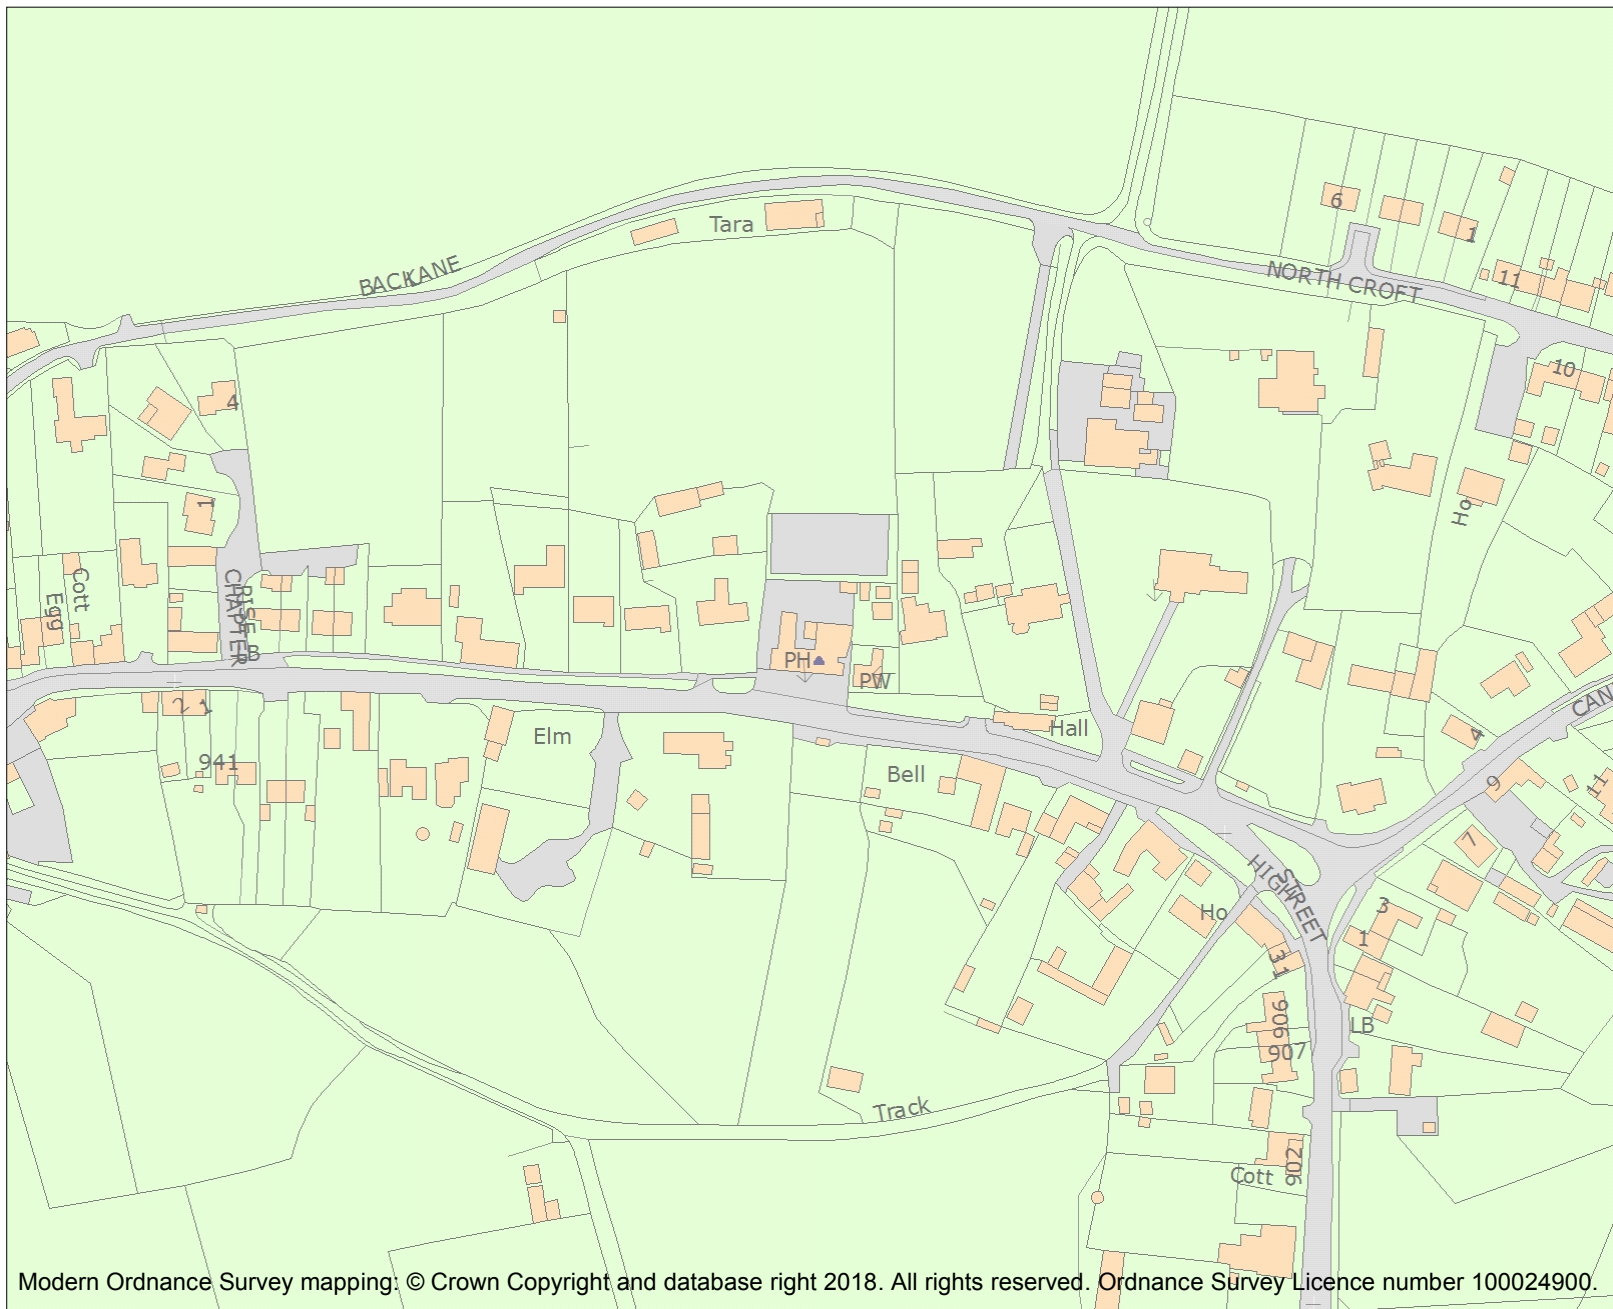 6
Tara
1
BACK LANE
NORTH CROFT
11
10
4
1
Ho
Cott
Egg
CHAPTER
RISE
LB
PH
PW
2
1
CAN
Elm
Hall
4
941
Bell
9
11
7
HIGH
STREET
Ho
3
1
31
906
LB
907
Track
Cott
902
Modern Ordnance Survey mapping: © Crown Copyright and database right 2018. All rights reserved. Ordnance Survey Licence number 100024900.